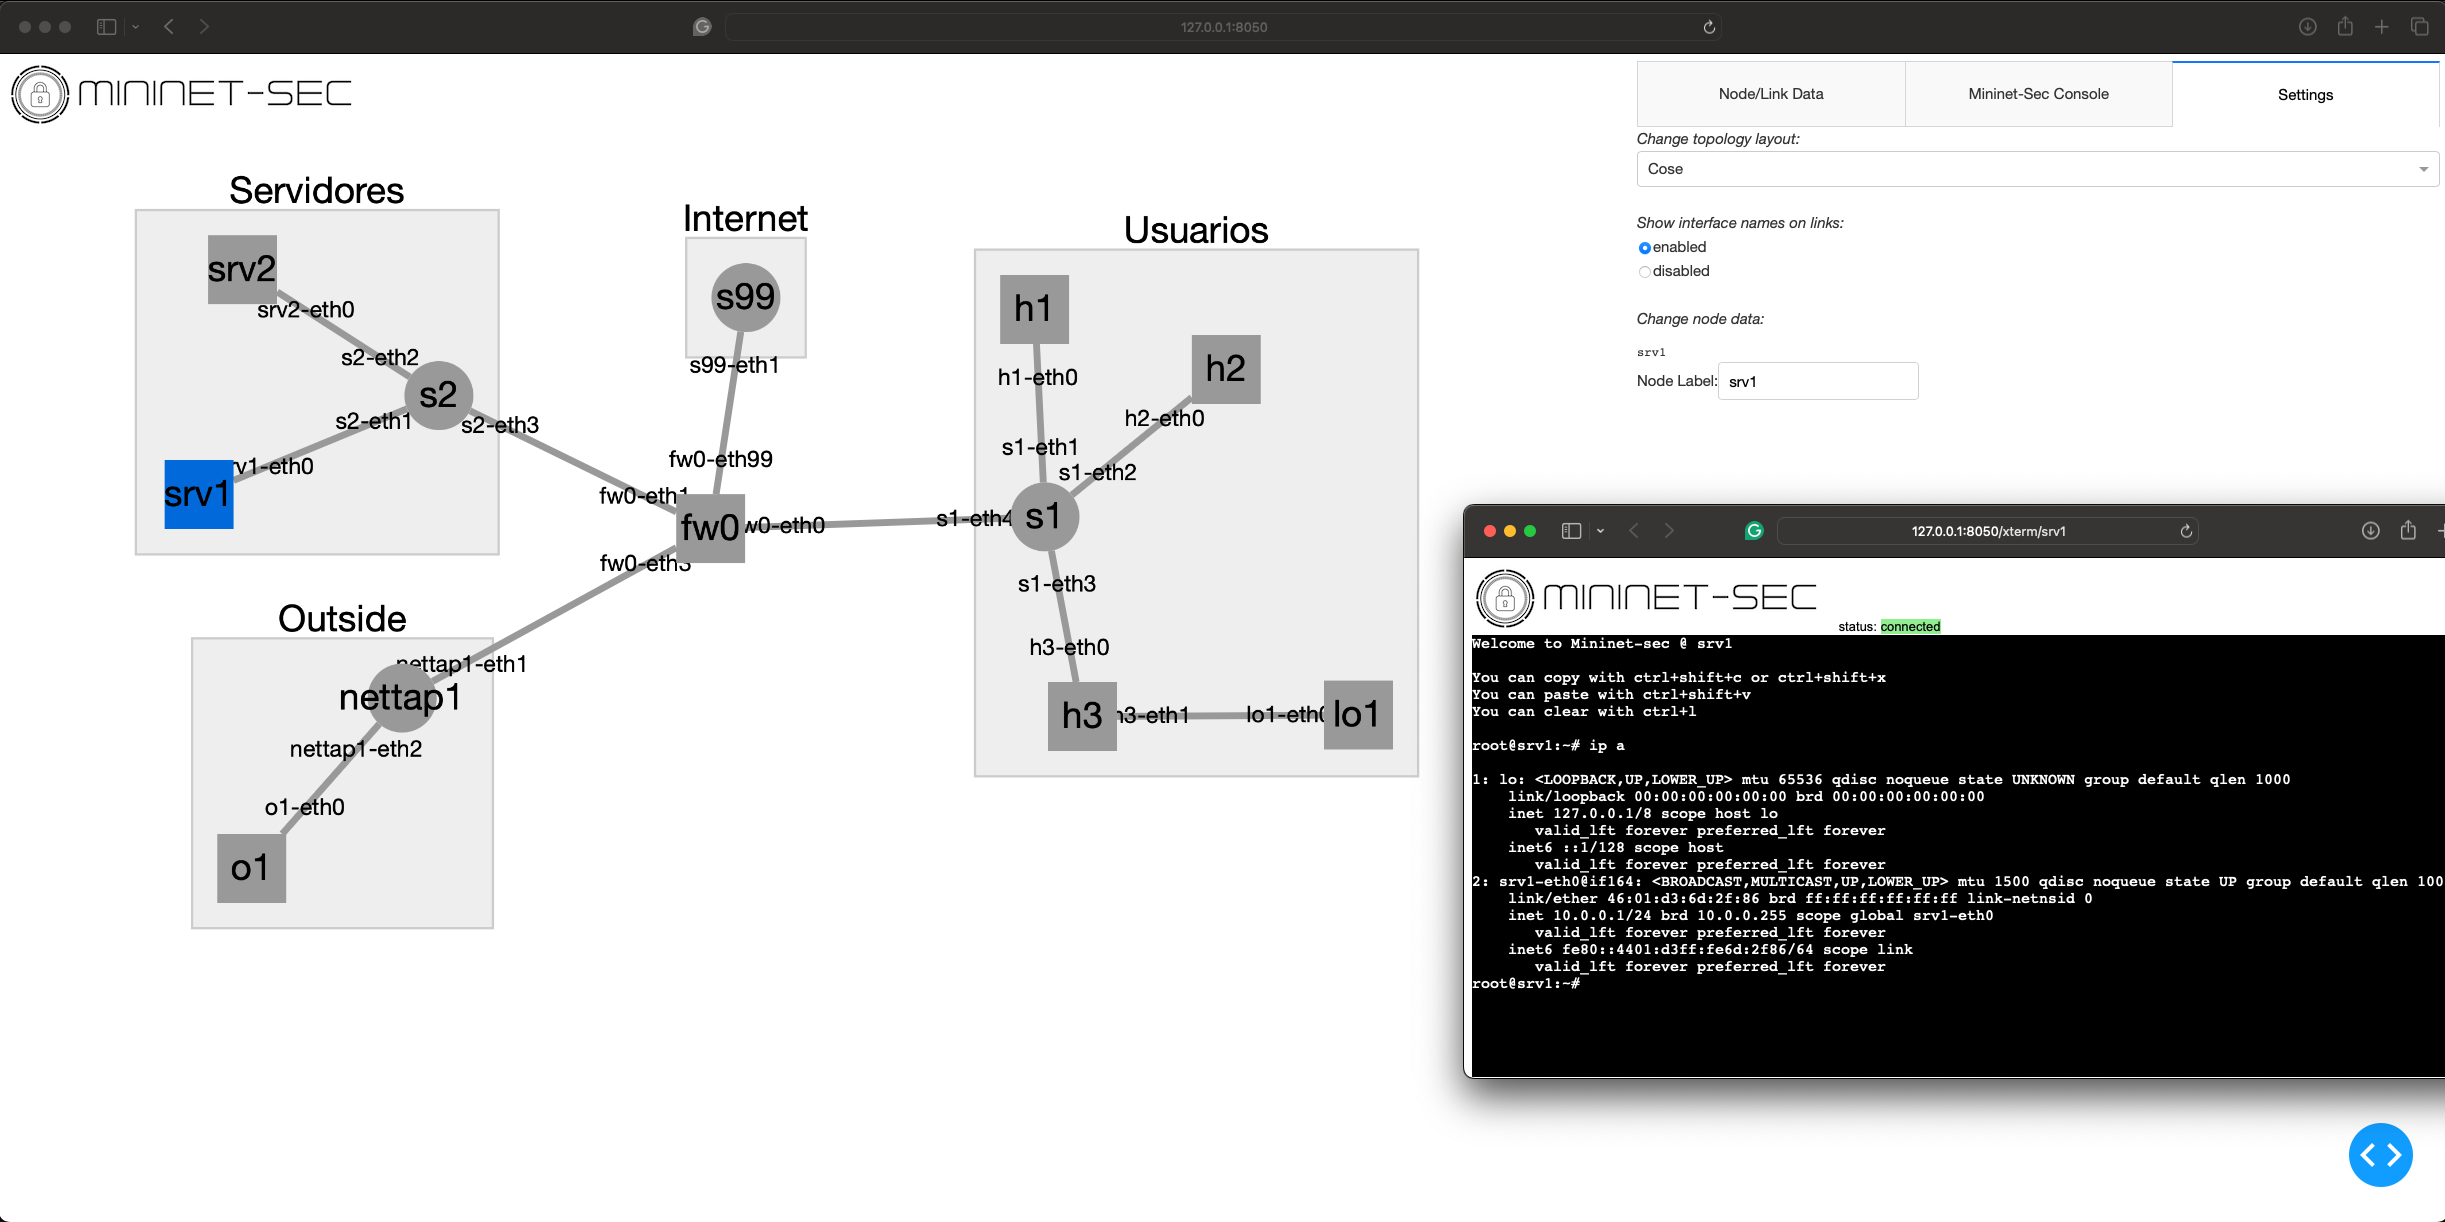 127.0.0.1:8050
MININET-SEC
Node/Link Data
Mininet-Sec Console
Settings
Change topology layout:
Cose
Show interface names on links:
enabled
disabled
Change node data:
srv1
Node Label: srv1
Servidores
srv2
srv2-eth0
s2-eth2
s2
s2-eth1
s2-eth3
rv1-eth0
srv1
Internet
s99
s99-eth1
fw0-eth99
fw0-eth1
fw0
w0-eth0
fw0-eth3
Usuarios
h1
h1-eth0
h2
h2-eth0
s1-eth1
s1-eth2
s1-eth4
s1
s1-eth3
h3-eth0
h3
h3-eth1
lo1-eth0
lo1
Outside
nettap1-eth1
nettap1
nettap1-eth2
o1-eth0
o1
127.0.0.1:8050/xterm/srv1
MININET-SEC
status: connected
Welcome to Mininet-sec @ srv1
You can copy with ctrl+shift+c or ctrl+shift+x
You can paste with ctrl+shift+v
You can clear with ctrl+l
root@srv1:~# ip a
1: lo: <LOOPBACK,UP,LOWER_UP> mtu 65536 qdisc noqueue state UNKNOWN group default qlen 1000
link/loopback 00:00:00:00:00:00 brd 00:00:00:00:00:00
inet 127.0.0.1/8 scope host lo
valid_lft forever preferred_lft forever
inet6 ::1/128 scope host
valid_lft forever preferred_lft forever
2: srv1-eth0@if164: <BROADCAST,MULTICAST,UP,LOWER_UP> mtu 1500 qdisc noqueue state UP group default qlen 100
link/ether 46:01:d3:6d:2f:86 brd ff:ff:ff:ff:ff:ff link-netnsid 0
inet 10.0.0.1/24 brd 10.0.0.255 scope global srv1-eth0
valid_lft forever preferred_lft forever
inet6 fe80::4401:d3ff:fe6d:2f86/64 scope link
valid_lft forever preferred_lft forever
root@srv1:~#